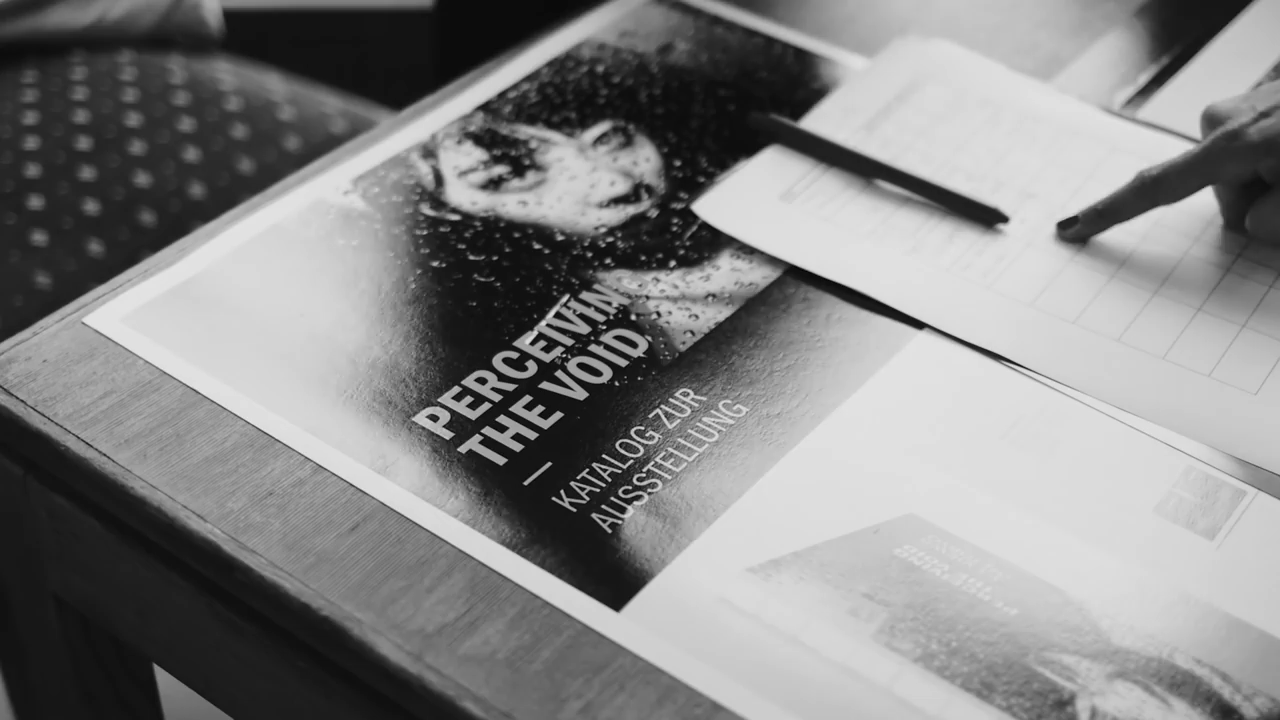 PERCEIVIN
THE VOID
KATALOG ZUR
AUSSTELLUNG